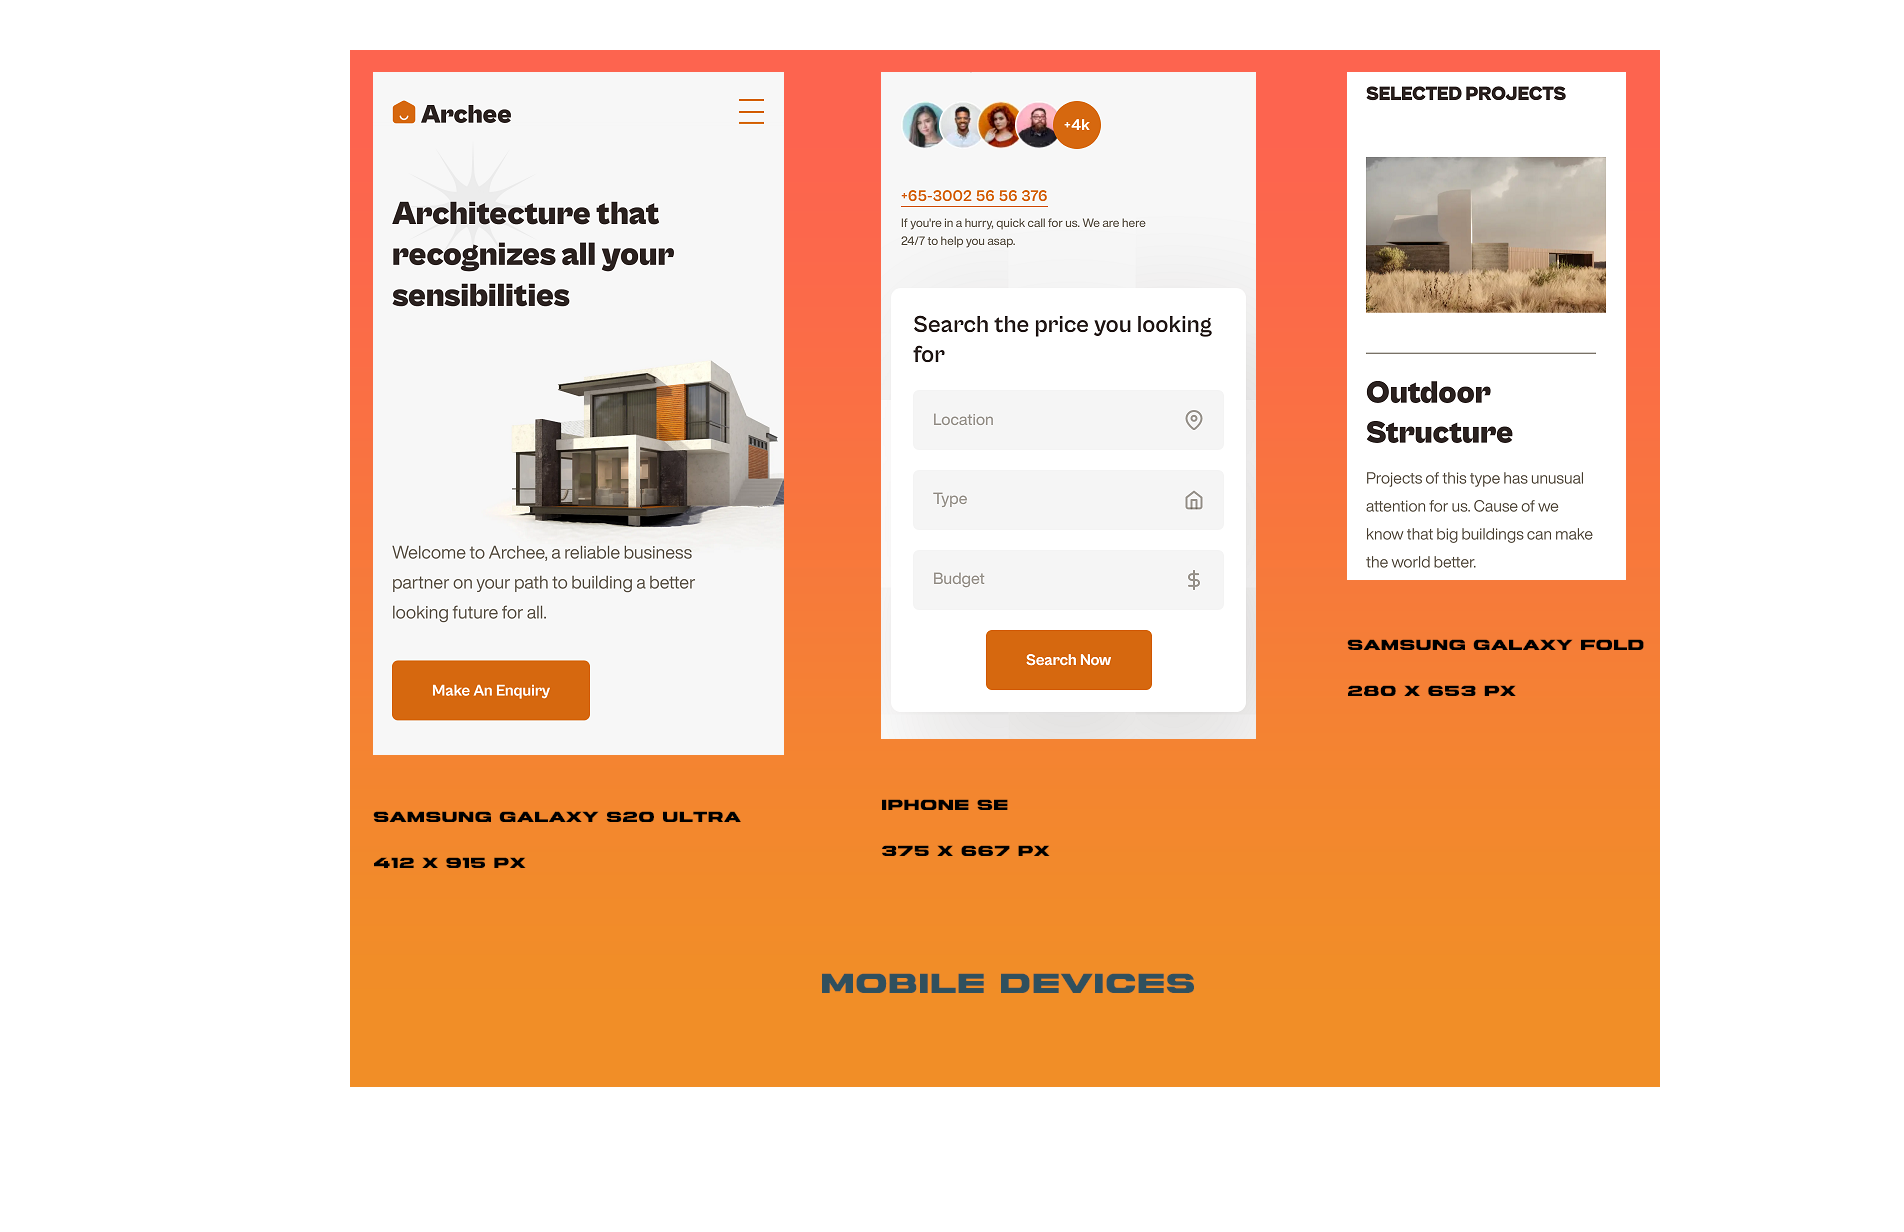 Archee
Architecture that
recognizes all your
sensibilities
Welcome to Archee, a reliable business
partner on your path to building a better
looking future for all.
Make An Enquiry
SAMSUNG GALAXY S20 ULTRA
412 X 915 PX
+4k
+65-3002 56 56 376
If you're in a hurry, quick call for us. We are here
24/7 to help you asap.
Search the price you looking
for
Location
Type
Budget
Search Now
IPHONE SE
375 X 667 PX
SELECTED PROJECTS
Outdoor
Structure
Projects of this type has unusual
attention for us. Cause of we
know that big buildings can make
the world better.
SAMSUNG GALAXY FOLD
280 X 653 PX
MOBILE DEVICES